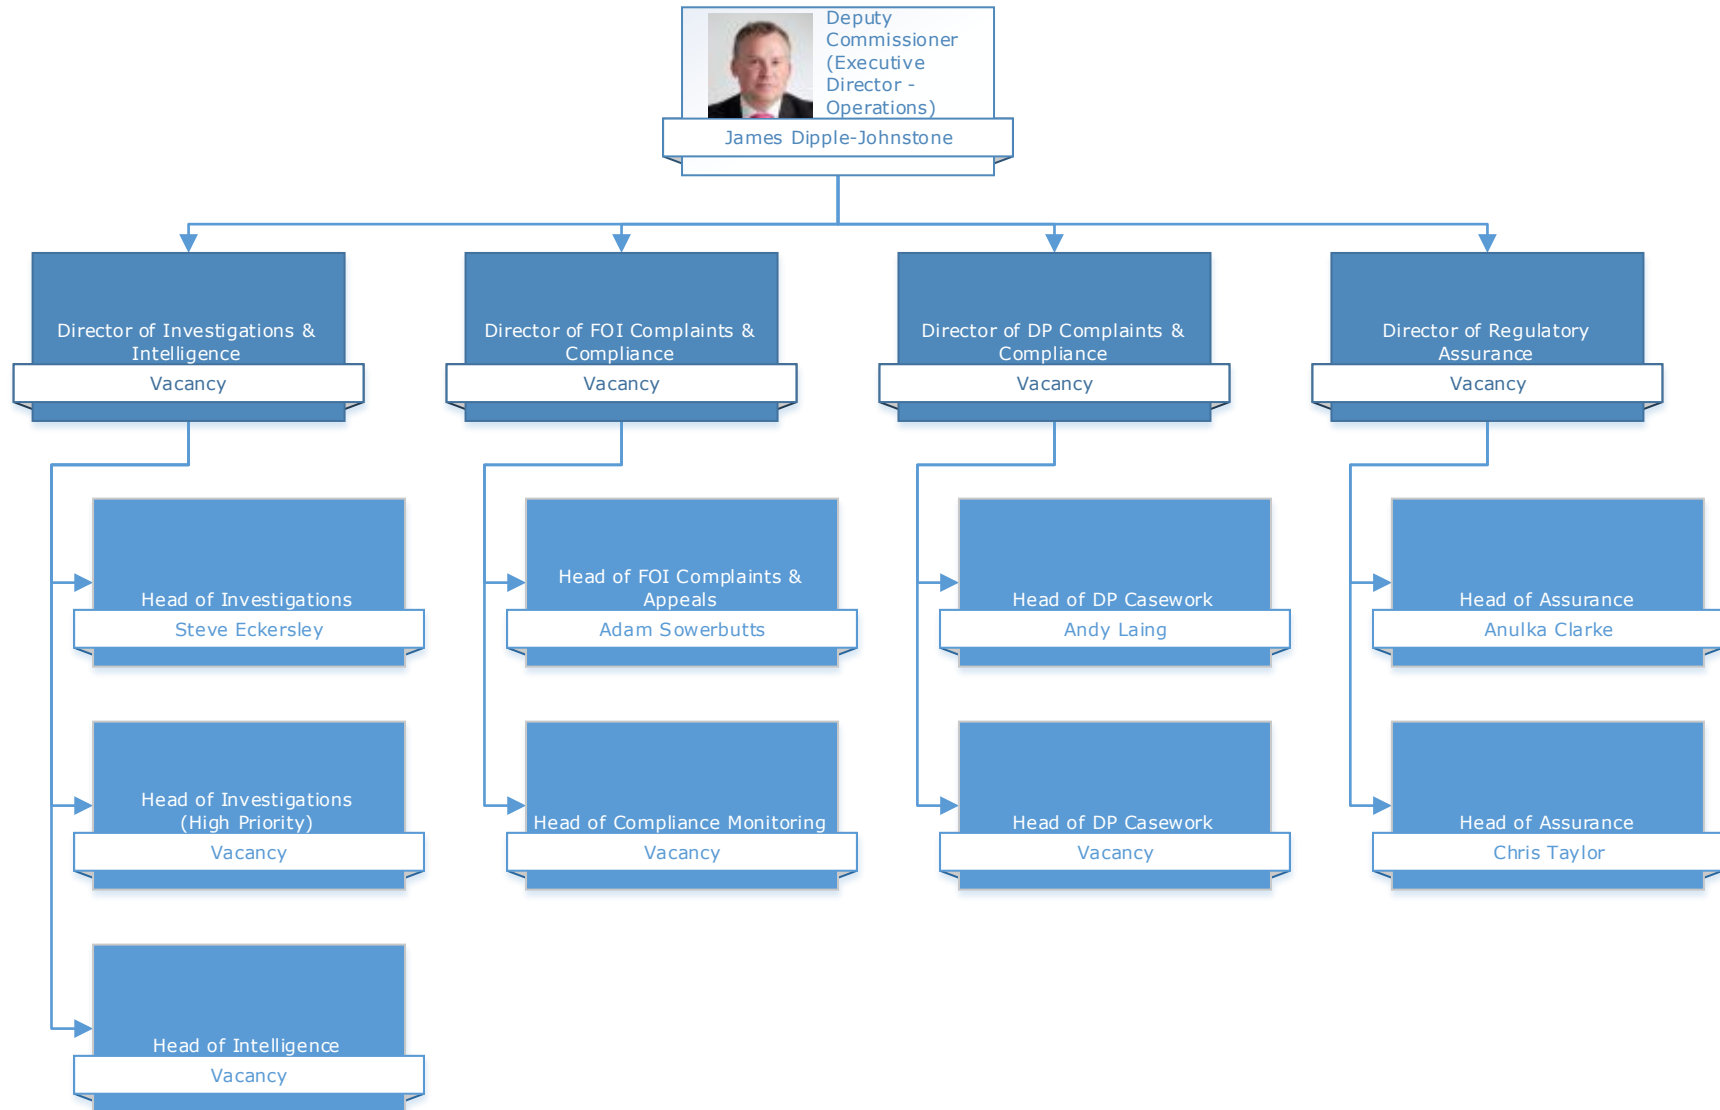 Deputy
Commissioner
(Executive
Director -
Operations)
James Dipple-Johnstone
Director of Investigations &
Intelligence
Vacancy
Director of FOI Complaints &
Compliance
Vacancy
Director of DP Complaints &
Compliance
Vacancy
Director of Regulatory
Assurance
Vacancy
Head of Investigations
Steve Eckersley
Head of FOI Complaints &
Appeals
Adam Sowerbutts
Head of DP Casework
Andy Laing
Head of Assurance
Anulka Clarke
Head of Investigations
(High Priority)
Vacancy
Head of Compliance Monitoring
Vacancy
Head of DP Casework
Vacancy
Head of Assurance
Chris Taylor
Head of Intelligence
Vacancy